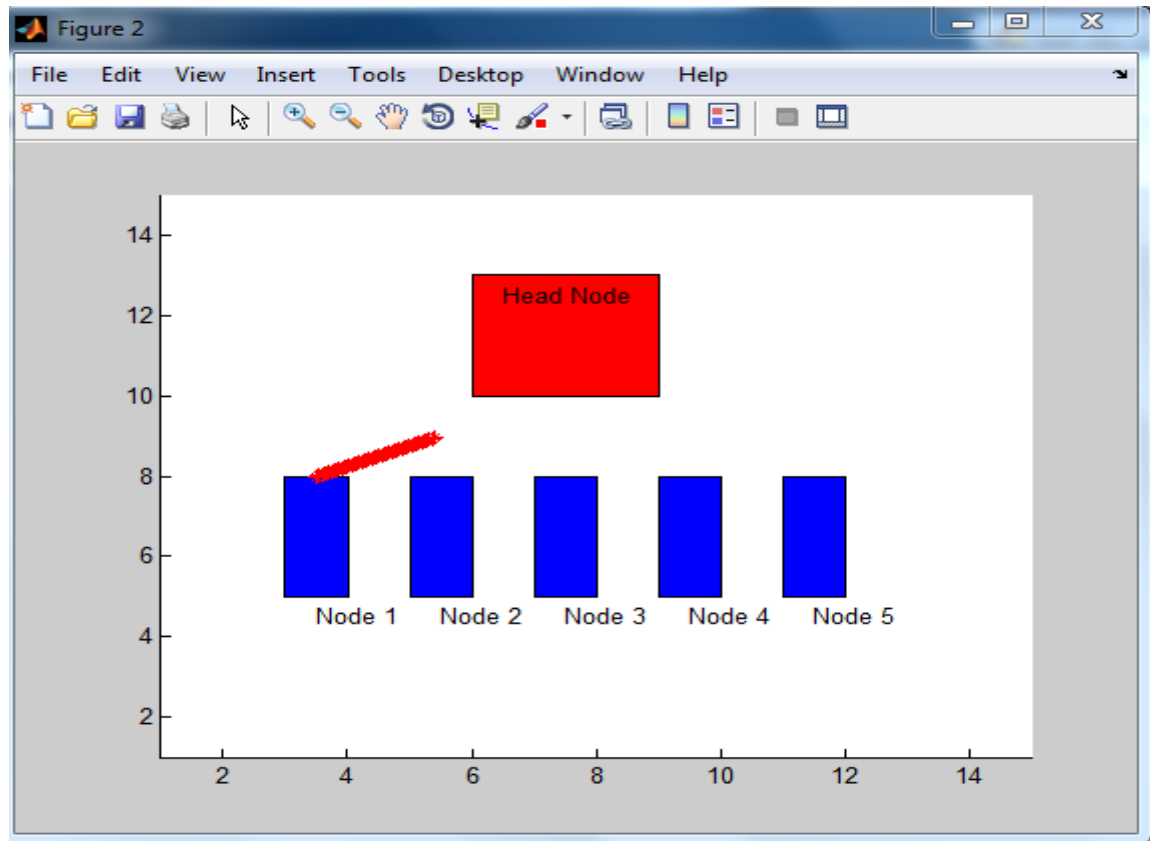 Figure 2
File Edit View Insert Tools Desktop Window Help
14
Head Node
12
10
8
6
Node 1 Node 2 Node 3 Node 4 Node 5
4
2
2 4 6 8 10 12 14